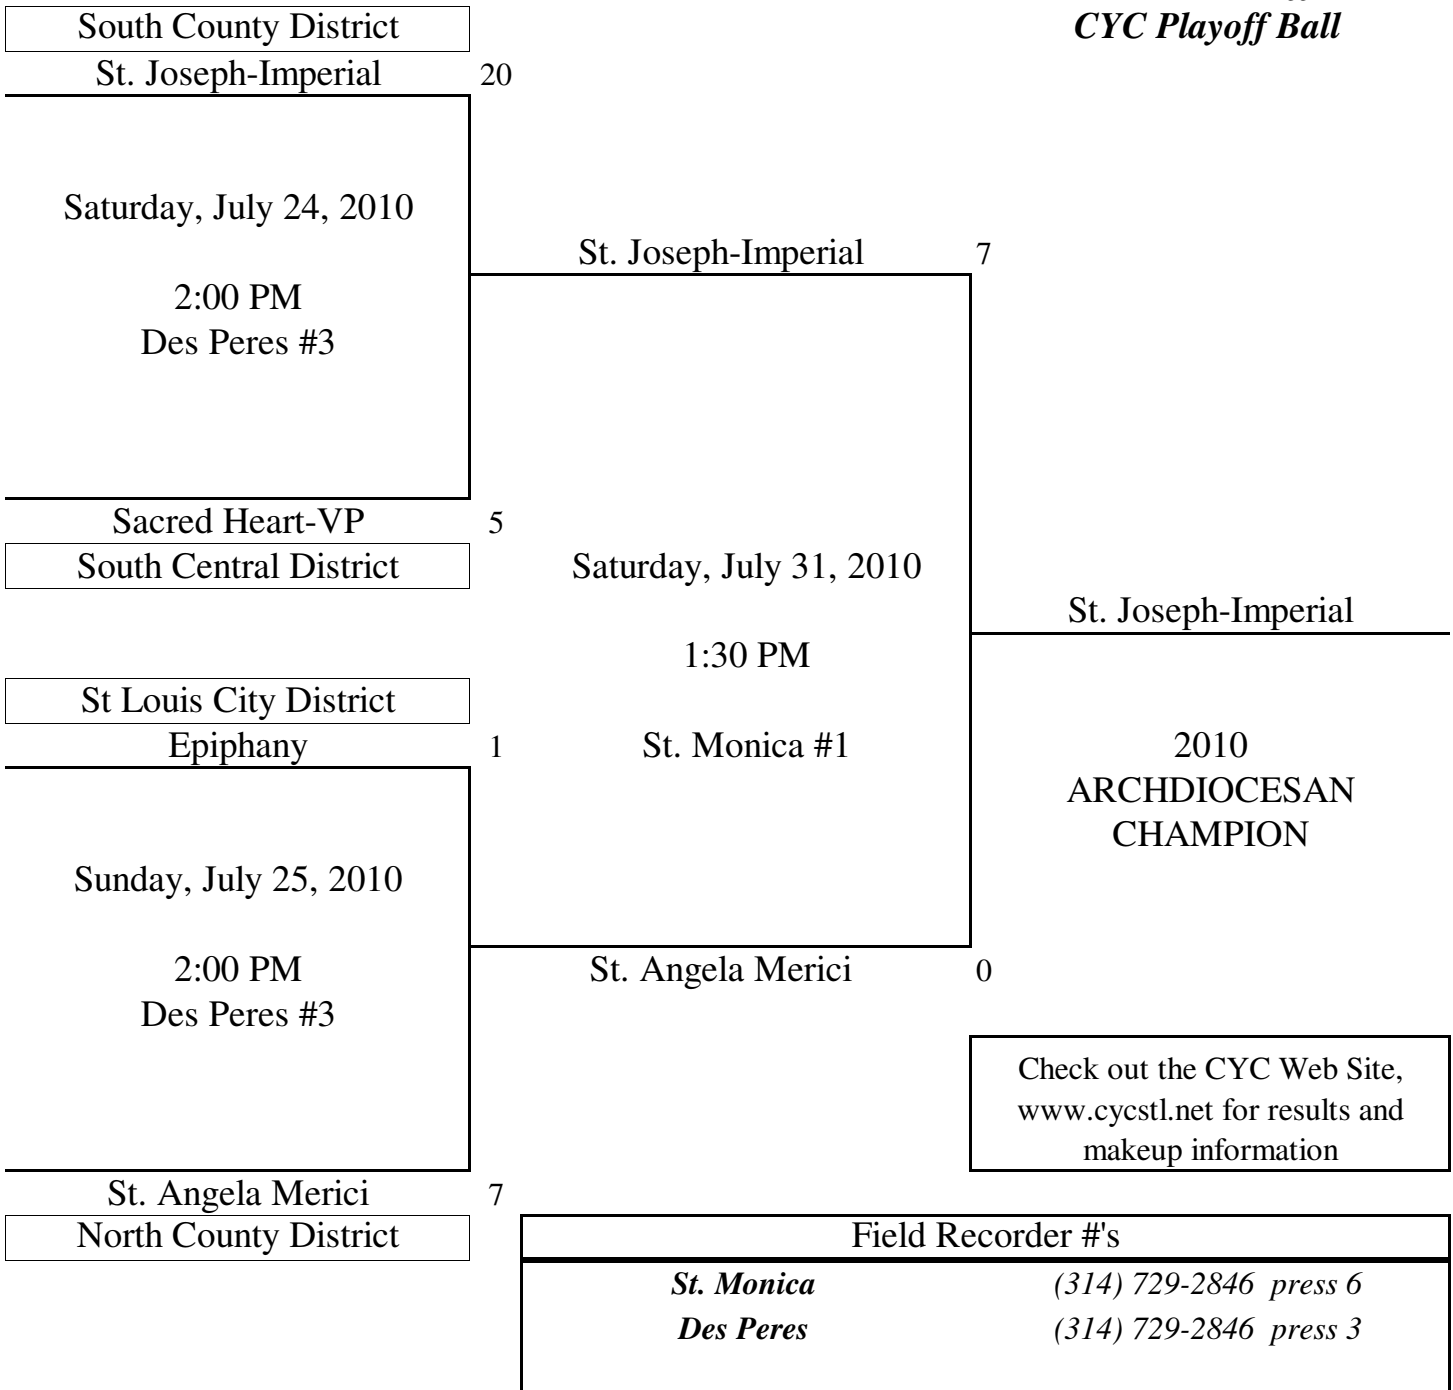 South County District
CYC Playoff Ball
St. Joseph-Imperial 20
Saturday, July 24, 2010
St. Joseph-Imperial 7
2:00 PM
Des Peres #3
Sacred Heart-VP 5
South Central District
Saturday, July 31, 2010
St. Joseph-Imperial
1:30 PM
St Louis City District
Epiphany 1
St. Monica #1
2010
ARCHDIOCESAN
CHAMPION
Sunday, July 25, 2010
2:00 PM
Des Peres #3
St. Angela Merici 0
Check out the CYC Web Site,
www.cycstl.net for results and
makeup information
St. Angela Merici 7
North County District
Field Recorder #'s
St. Monica (314) 729-2846 press 6
Des Peres (314) 729-2846 press 3